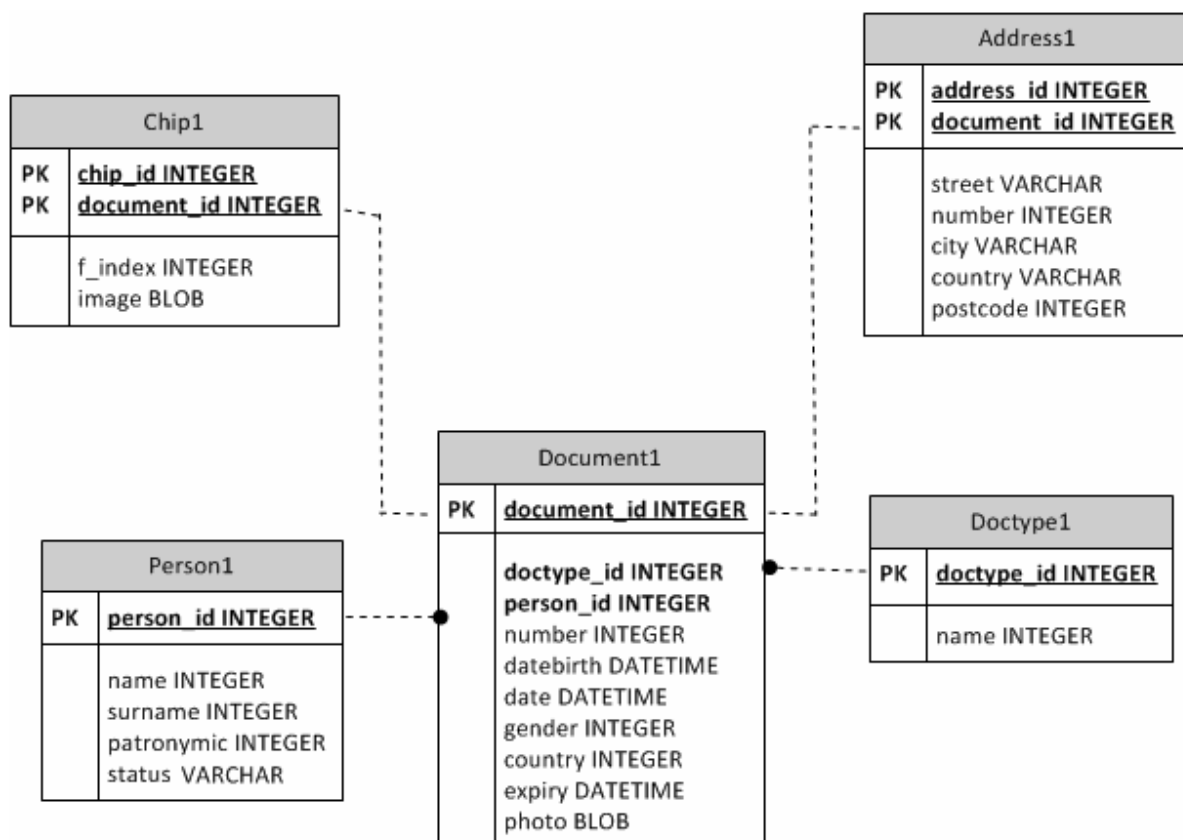 Chip1
PK chip_id INTEGER
PK document_id INTEGER
f_index INTEGER
image BLOB
Address1
PK address_id INTEGER
PK document_id INTEGER
street VARCHAR
number INTEGER
city VARCHAR
country VARCHAR
postcode INTEGER
Person1
PK person_id INTEGER
name INTEGER
surname INTEGER
patronymic INTEGER
status VARCHAR
Document1
PK document_id INTEGER
doctype_id INTEGER
person_id INTEGER
number INTEGER
datebirth DATETIME
date DATETIME
gender INTEGER
country INTEGER
expiry DATETIME
photo BLOB
Doctype1
PK doctype_id INTEGER
name INTEGER